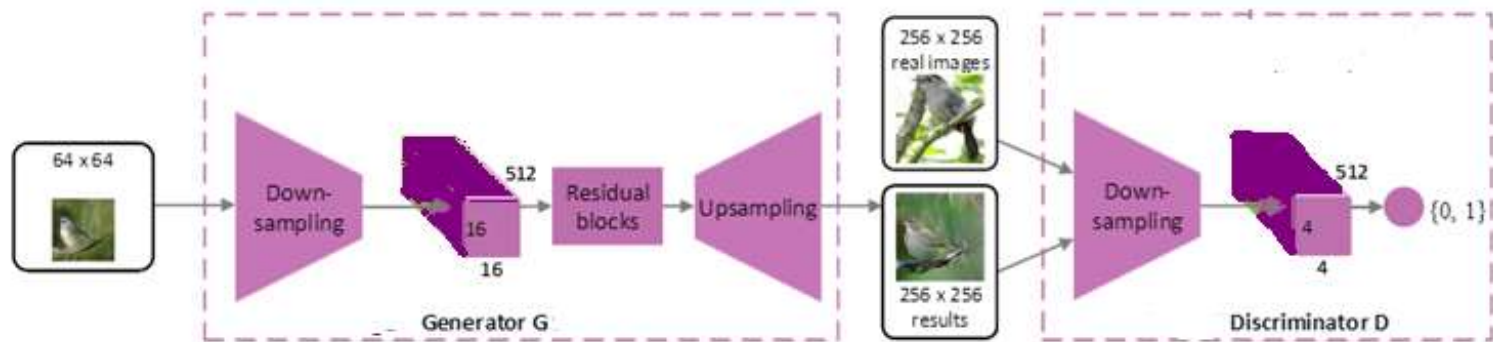 64 x 64
Down-
sampling
512
16
16
Residual
blocks
Upsampling
Generator G
256 x 256
real images
256 x 256
results
Down-
sampling
512
4
4
{0, 1}
Discriminator D